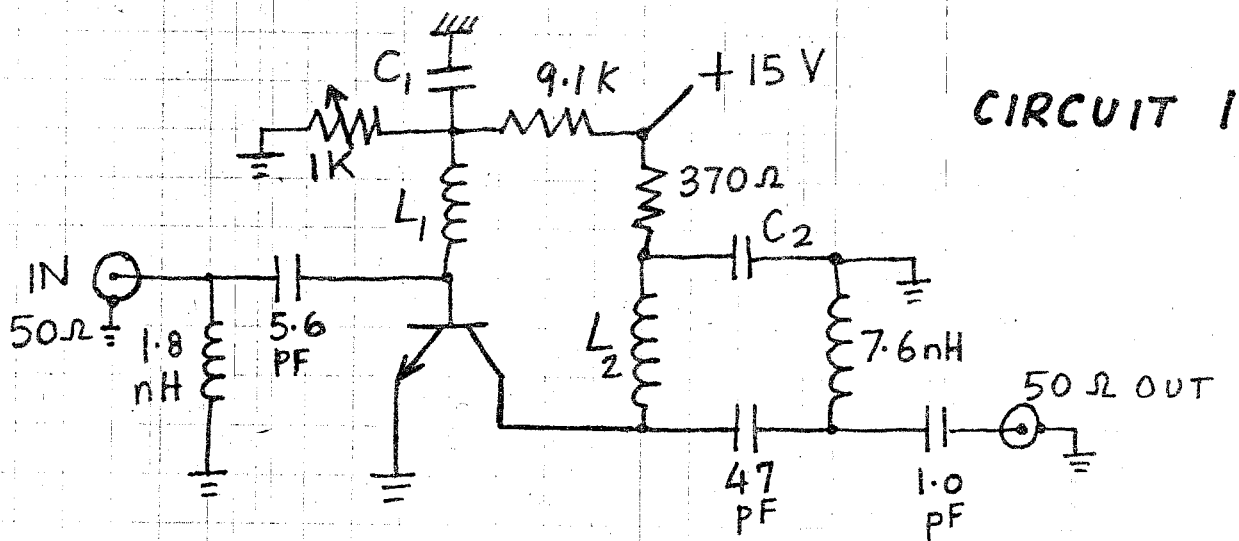 C1
9.1K
+15 V
CIRCUIT 1
1K
370Ω
L1
C2
IN
50Ω
1.8
nH
5.6
PF
L2
7.6nH
50 Ω OUT
47
PF
1.0
PF